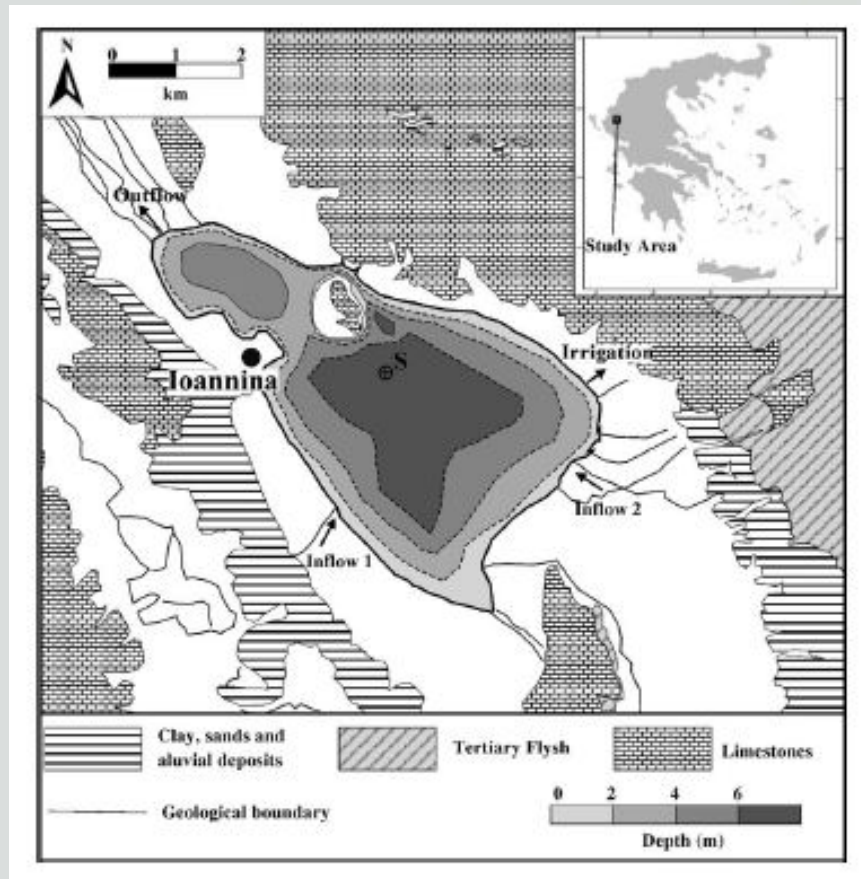 N
0 1 2
km
Outflow
Study Area
Ioannina
S
Irrigation
Inflow 2
Inflow 1
Clay, sands and
aluvial deposits
Tertiary Flysh
Limestones
Geological boundary
0 2 4 6
Depth (m)